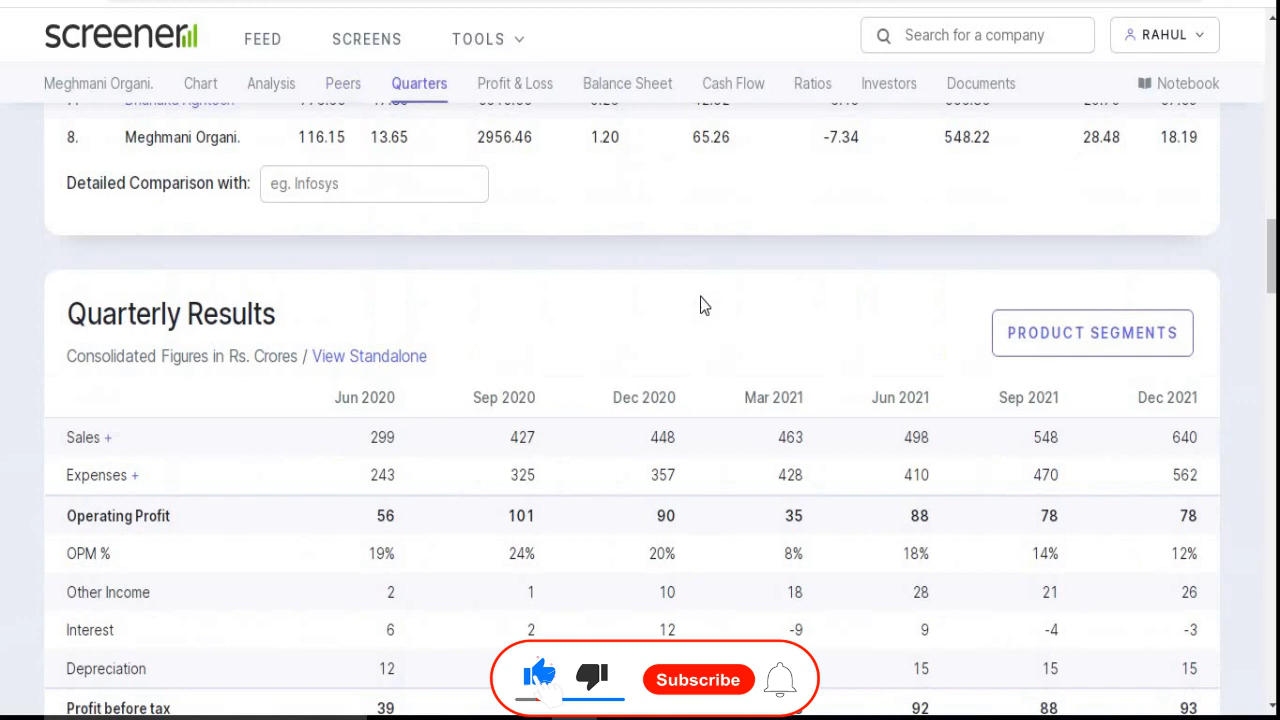 screener
FEED SCREENS TOOLS
Search for a company
RAHUL
Meghmani Organi. Chart Analysis Peers Quarters Profit & Loss Balance Sheet Cash Flow Ratios Investors Documents Notebook
8. Meghmani Organi. 116.15 13.65 2956.46 1.20 65.26 -7.34 548.22 28.48 18.19
Detailed Comparison with: eg. Infosys
Quarterly Results
PRODUCT SEGMENTS
Consolidated Figures in Rs. Crores / View Standalone
Jun 2020 Sep 2020 Dec 2020 Mar 2021 Jun 2021 Sep 2021 Dec 2021
Sales + 299 427 448 463 498 548 640
Expenses + 243 325 357 428 410 470 562
Operating Profit 56 101 90 35 88 78 78
OPM % 19% 24% 20% 8% 18% 14% 12%
Other Income 2 1 10 18 28 21 26
Interest 6 2 12 -9 9 -4 -3
Depreciation 12 15 15 15
Subscribe
Profit before tax 39 92 88 93